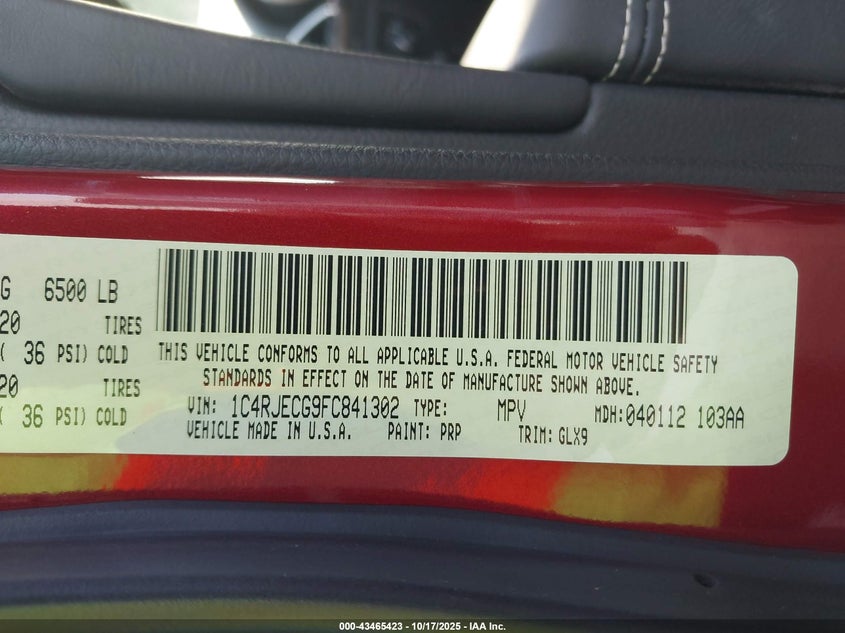 G 6500 LB
20 TIRES
( 36 PSI) COLD
20 TIRES
( 36 PSI) COLD
THIS VEHICLE CONFORMS TO ALL APPLICABLE U.S.A. FEDERAL MOTOR VEHICLE SAFETY
STANDARDS IN EFFECT ON THE DATE OF MANUFACTURE SHOWN ABOVE.
VIN: 1C4RJECG9FC841302 TYPE: MPV MDH:040112 103AA
VEHICLE MADE IN U.S.A. PAINT: PRP TRIM: GLX9
000-43465423 | 10/17/2025 - IAA Inc.